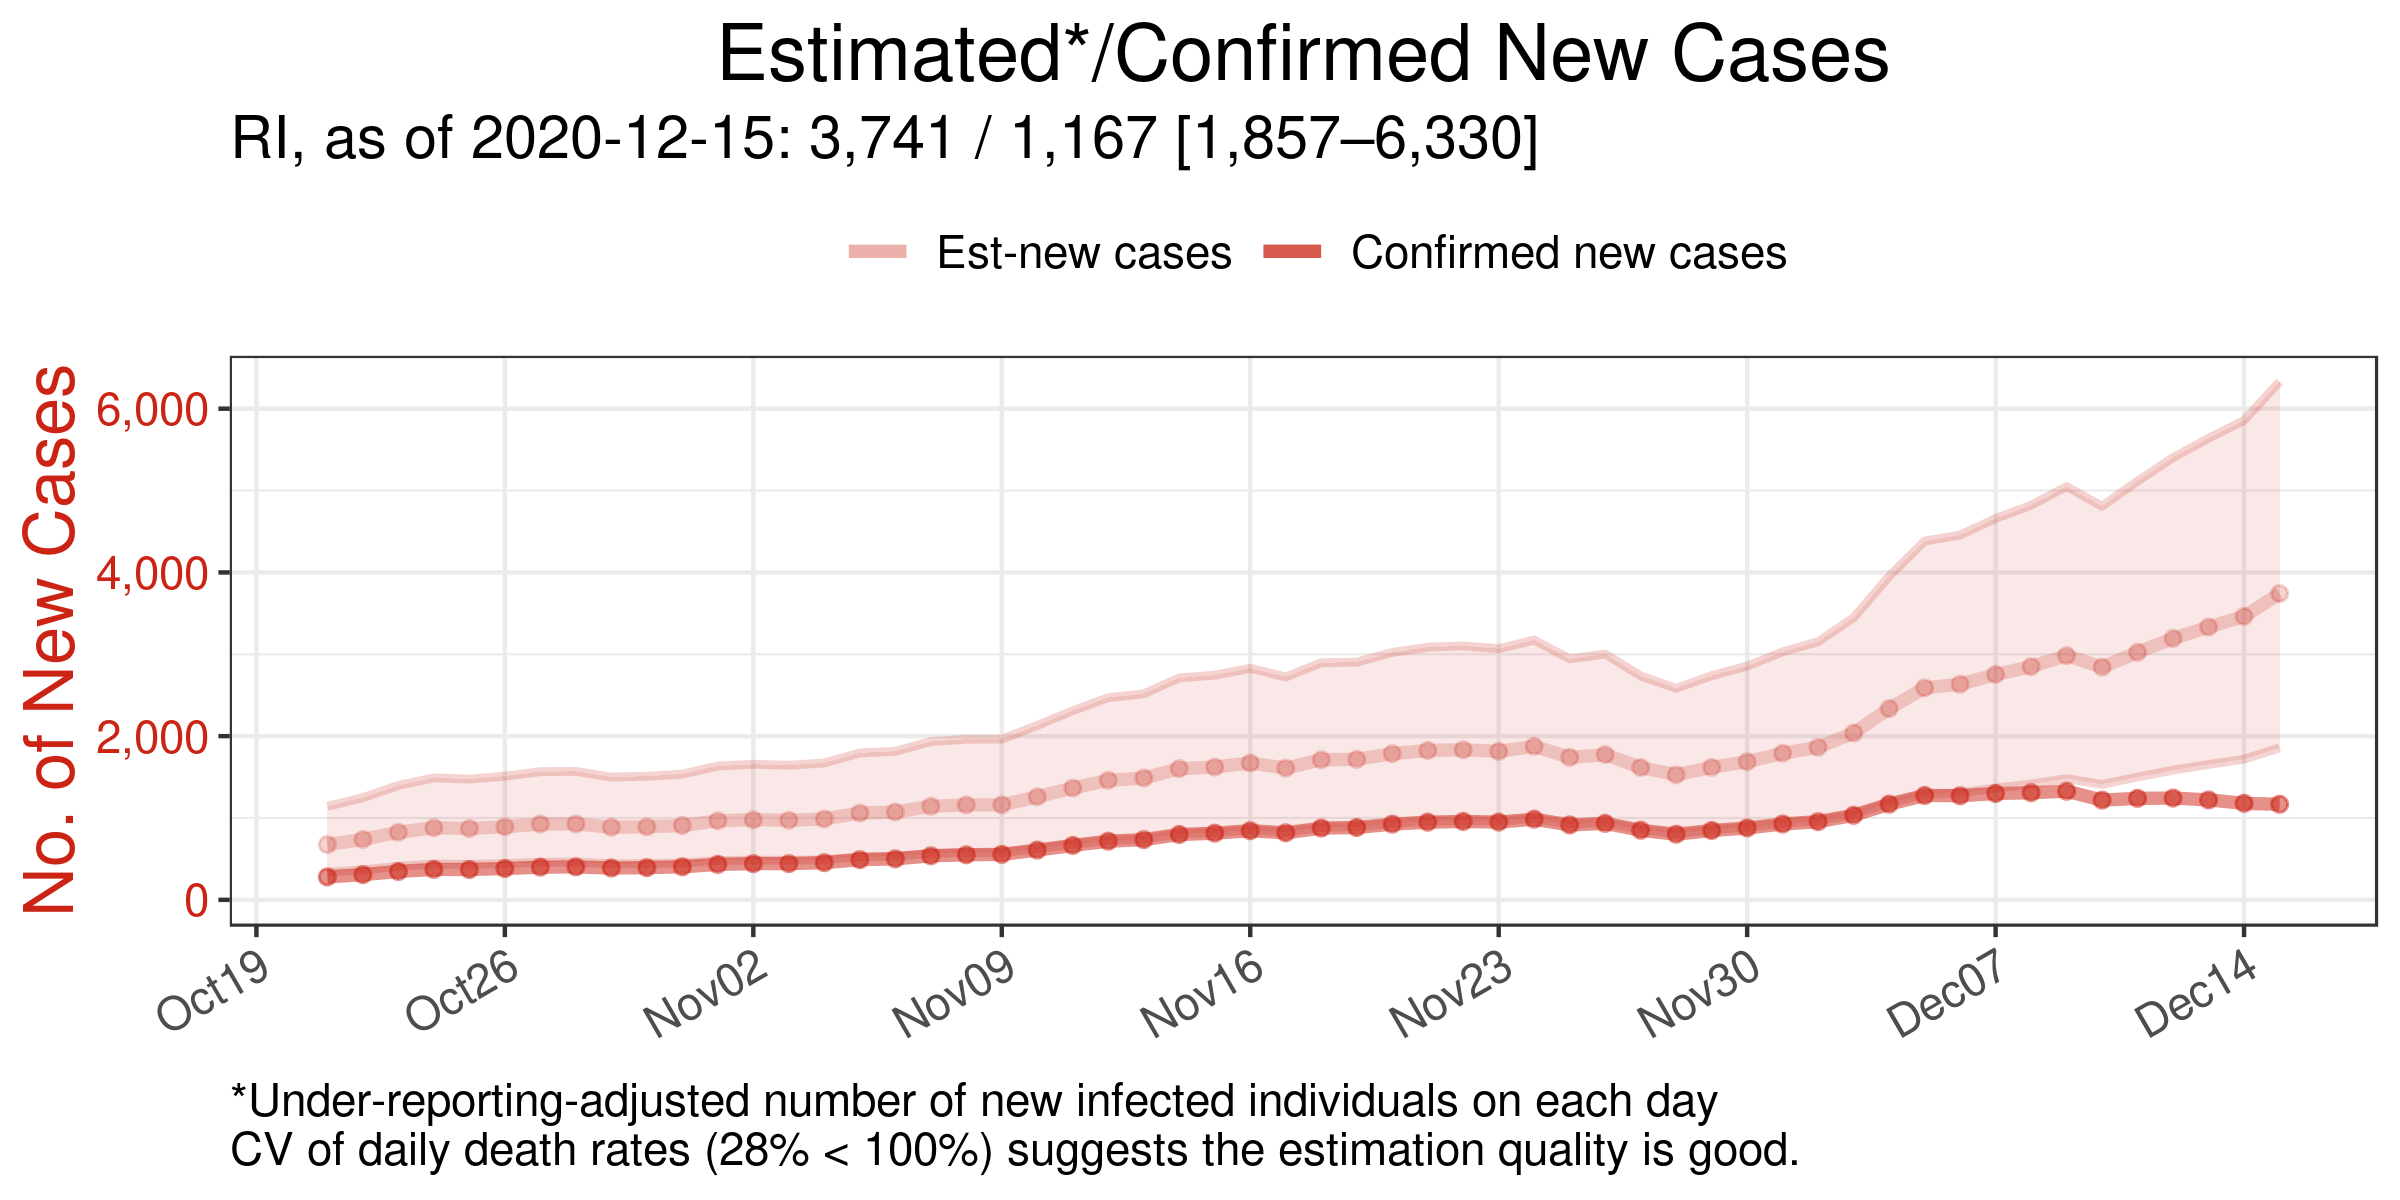 Estimated*/Confirmed New Cases
RI, as of 2020-12-15: 3,741 / 1,167 [1,857–6,330]
Est-new cases
Confirmed new cases
No. of New Cases
6,000
4,000
2,000
0
Oct19
Oct26
Nov02
Nov09
Nov16
Nov23
Nov30
Dec07
Dec14
*Under-reporting-adjusted number of new infected individuals on each day
CV of daily death rates (28% < 100%) suggests the estimation quality is good.